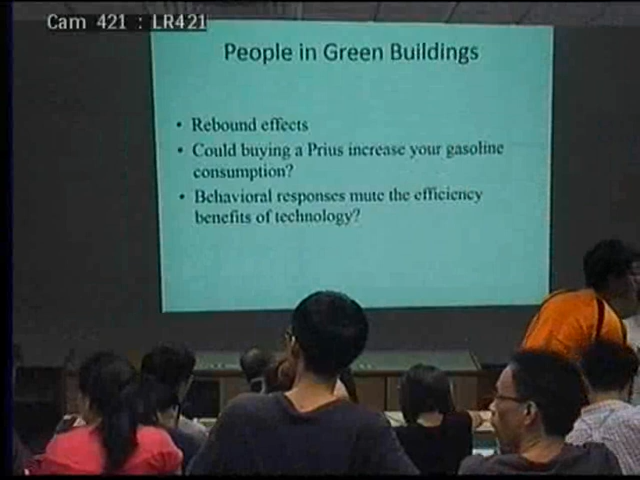 Cam 421 : LR421
People in Green Buildings
• Rebound effects
• Could buying a Prius increase your gasoline
consumption?
• Behavioral responses mute the efficiency
benefits of technology?